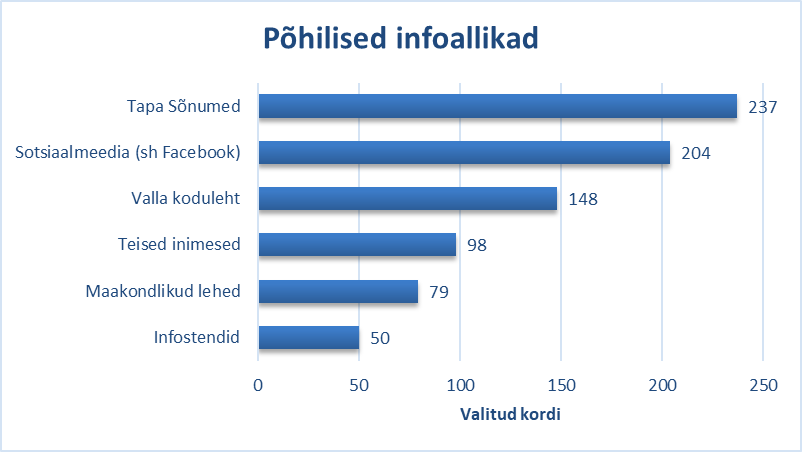 Põhilised infoallikad
Tapa Sõnumed 237
Sotsiaalmeedia (sh Facebook) 204
Valla koduleht 148
Teised inimesed 98
Maakondlikud lehed 79
Infostendid 50
0 50 100 150 200 250
Valitud kordi